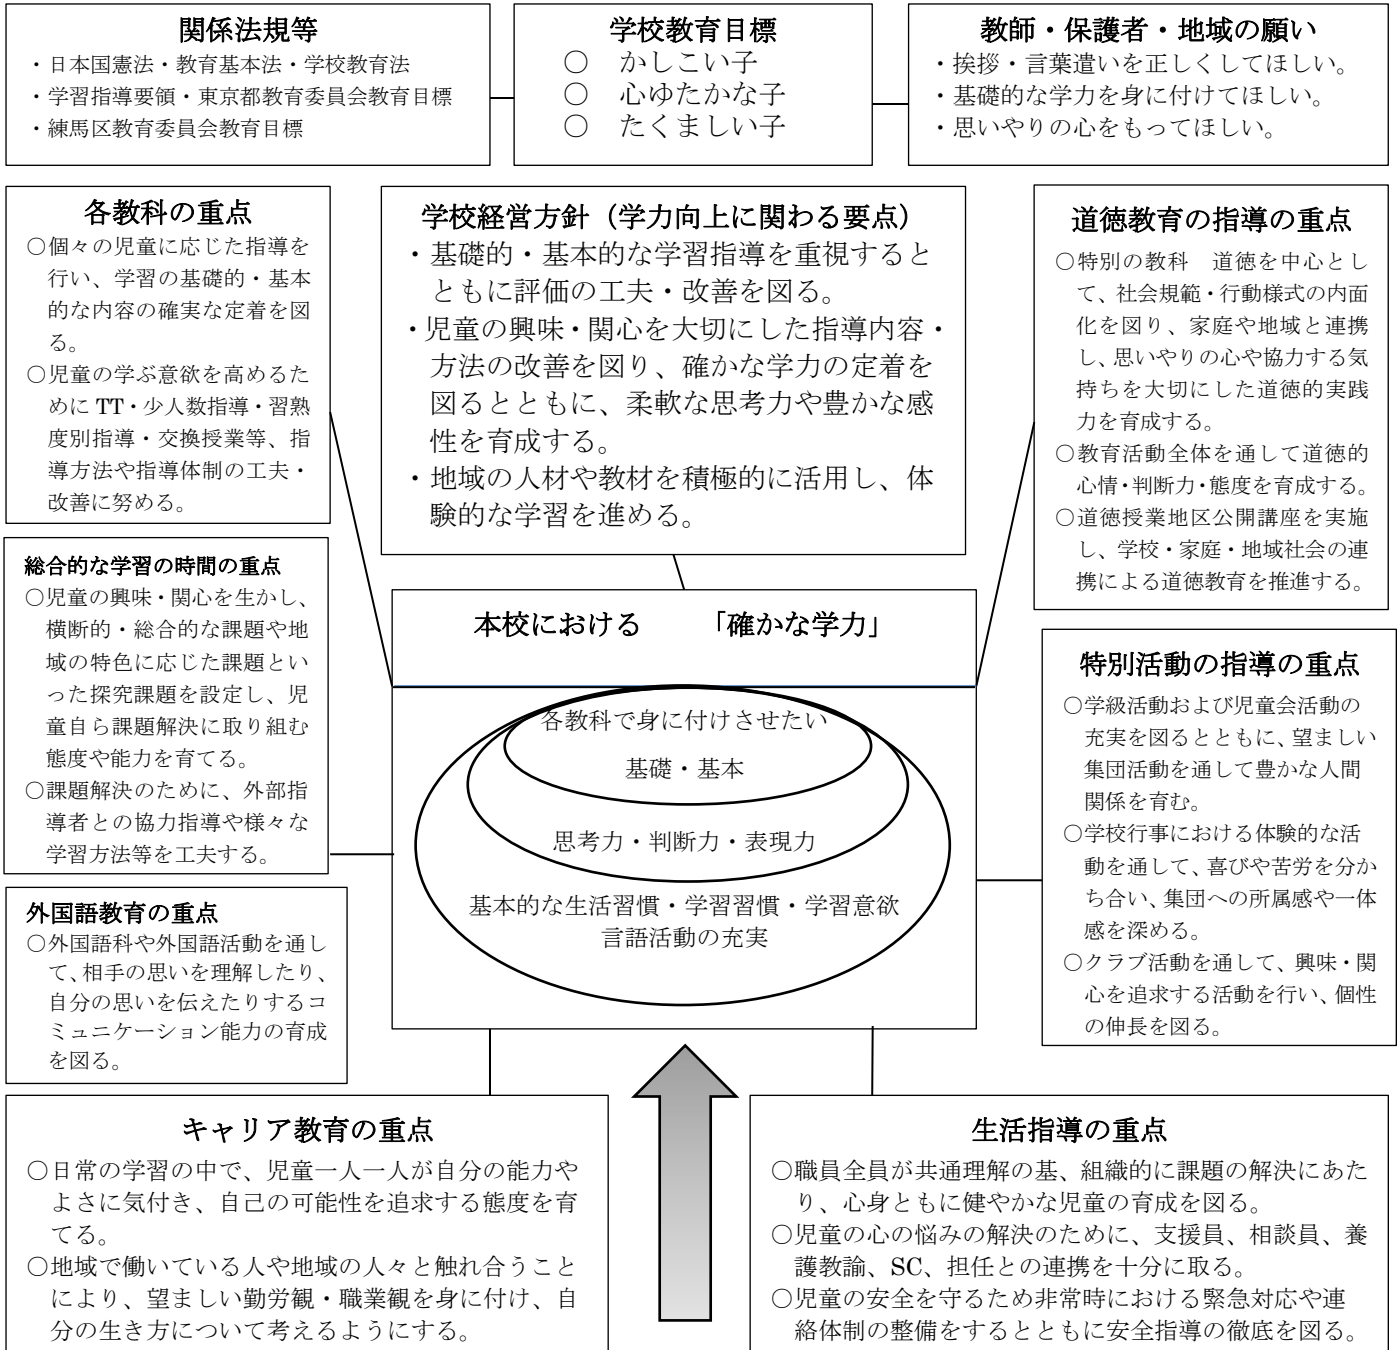 関係法規等
・日本国憲法・教育基本法・学校教育法
・学習指導要領・東京都教育委員会教育目標
・練馬区教育委員会教育目標
学校教育目標
○ かしこい子
○ 心ゆたかな子
○ たくましい子
教師・保護者・地域の願い
・挨拶・言葉遣いを正しくしてほしい。
・基礎的な学力を身に付けてほしい。
・思いやりの心をもってほしい。
各教科の重点
○個々の児童に応じた指導を
行い、学習の基礎的・基本
的な内容の確実な定着を図
る。
○児童の学ぶ意欲を高めるた
めに TT・少人数指導・習熟
度別指導・交換授業等、指
導方法や指導体制の工夫・
改善に努める。
学校経営方針（学力向上に関わる要点）
・基礎的・基本的な学習指導を重視すると
ともに評価の工夫・改善を図る。
・児童の興味・関心を大切にした指導内容・
方法の改善を図り、確かな学力の定着を
図るとともに、柔軟な思考力や豊かな感
性を育成する。
・地域の人材や教材を積極的に活用し、体
験的な学習を進める。
道徳教育の指導の重点
○特別の教科　道徳を中心とし
て、社会規範・行動様式の内面
化を図り、家庭や地域と連携
し、思いやりの心や協力する気
持ちを大切にした道徳的実践
力を育成する。
○教育活動全体を通して道徳的
心情・判断力・態度を育成する。
○道徳授業地区公開講座を実施
し、学校・家庭・地域社会の連
携による道徳教育を推進する。
総合的な学習の時間の重点
○児童の興味・関心を生かし、
横断的・総合的な課題や地
域の特色に応じた課題とい
った探究課題を設定し、児
童自ら課題解決に取り組む
態度や能力を育てる。
○課題解決のために、外部指
導者との協力指導や様々な
学習方法等を工夫する。
本校における　「確かな学力」
各教科で身に付けさせたい
基礎・基本
思考力・判断力・表現力
基本的な生活習慣・学習習慣・学習意欲
言語活動の充実
特別活動の指導の重点
○学級活動および児童会活動の
充実を図るとともに、望ましい
集団活動を通して豊かな人間
関係を育む。
○学校行事における体験的な活
動を通して、喜びや苦労を分か
ち合い、集団への所属感や一体
感を深める。
○クラブ活動を通して、興味・関
心を追求する活動を行い、個性
の伸長を図る。
外国語教育の重点
○外国語科や外国語活動を通し
て、相手の思いを理解したり、
自分の思いを伝えたりするコ
ミュニケーション能力の育成
を図る。
キャリア教育の重点
○日常の学習の中で、児童一人一人が自分の能力や
よさに気付き、自己の可能性を追求する態度を育
てる。
○地域で働いている人や地域の人々と触れ合うこと
により、望ましい勤労観・職業観を身に付け、自
分の生き方について考えるようにする。
生活指導の重点
○職員全員が共通理解の基、組織的に課題の解決にあた
り、心身ともに健やかな児童の育成を図る。
○児童の心の悩みの解決のために、支援員、相談員、養
護教諭、SC、担任との連携を十分に取る。
○児童の安全を守るため非常時における緊急対応や連
絡体制の整備をするとともに安全指導の徹底を図る。